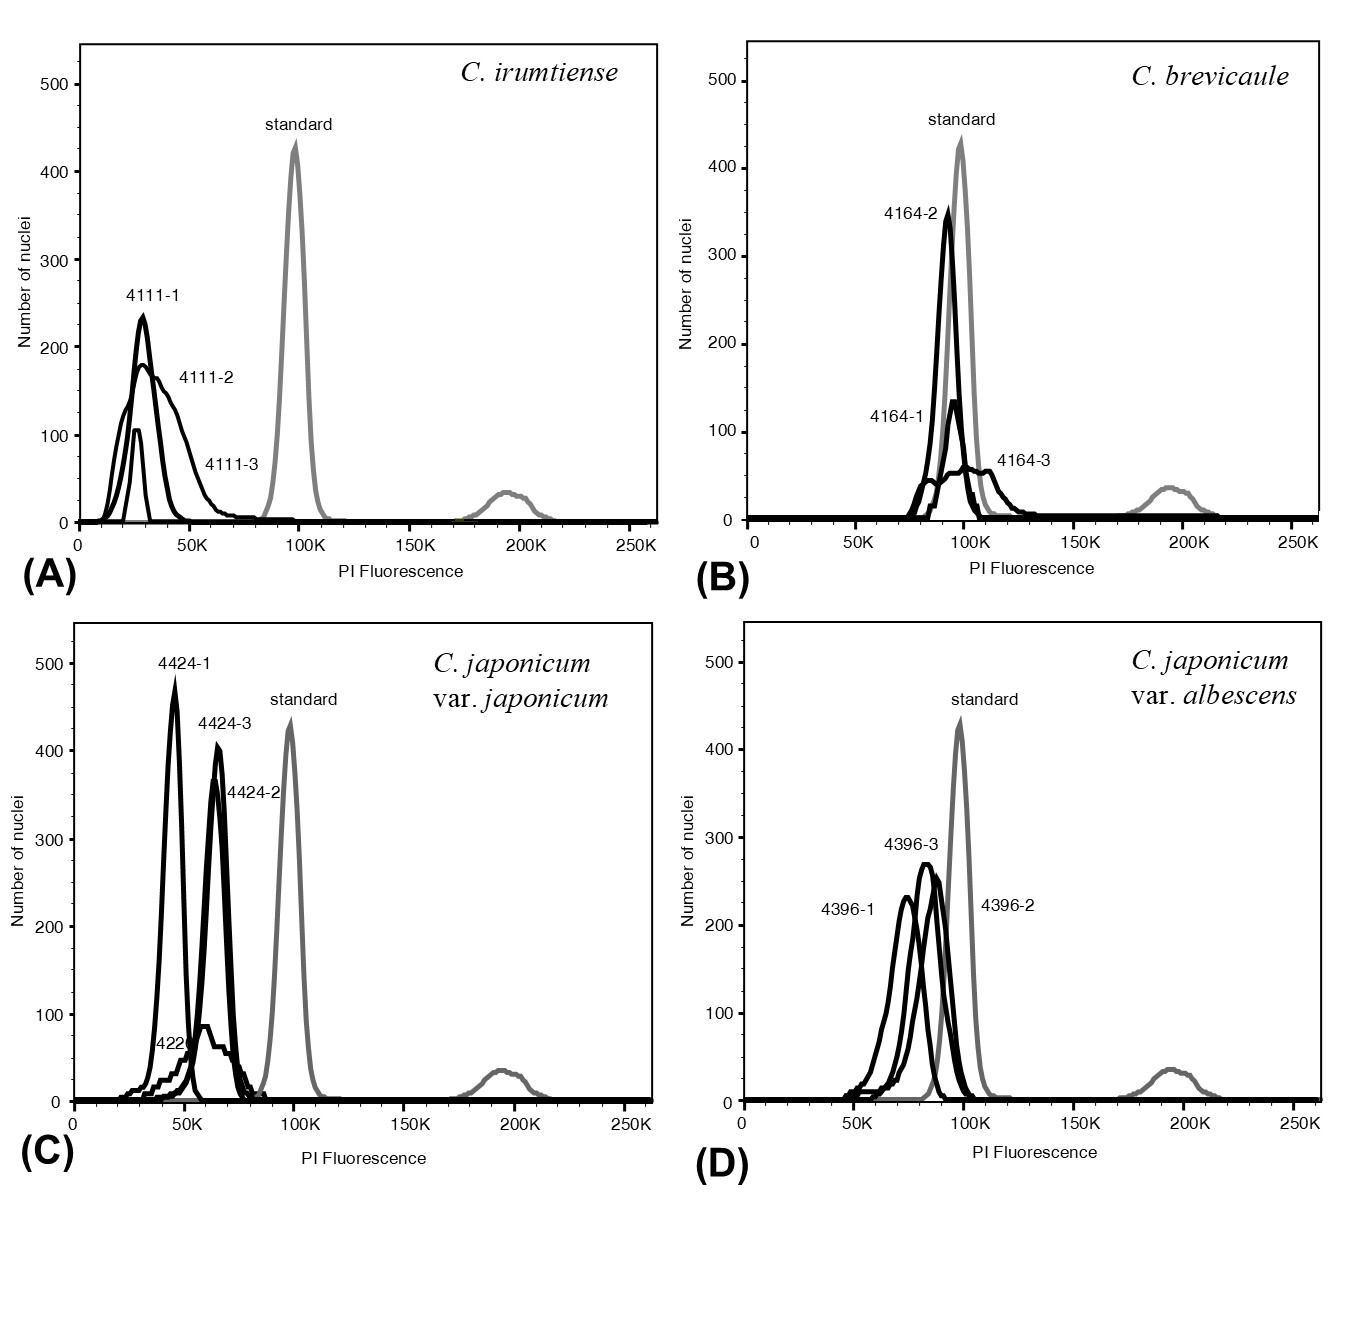 C. irumtiense
500
standard
400
300
4111-1
200
4111-2
4111-3
100
0
Number of nuclei
0 50K 100K 150K 200K 250K
PI Fluorescence
(A)
C. brevicaule
500
standard
400
4164-2
300
200
4164-1
100
4164-3
0
Number of nuclei
0 50K 100K 150K 200K 250K
PI Fluorescence
(B)
C. japonicum
var. japonicum
500
4424-1
standard
4424-3
400
4424-2
300
200
100
0
Number of nuclei
0 50K 100K 150K 200K 250K
PI Fluorescence
(C)
C. japonicum
var. albescens
500
standard
400
300
4396-3
4396-1
4396-2
200
100
0
Number of nuclei
0 50K 100K 150K 200K 250K
PI Fluorescence
(D)